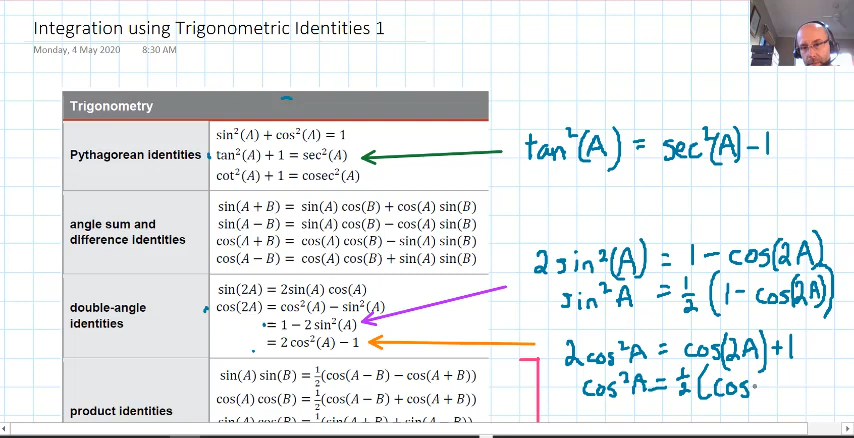 Integration using Trigonometric Identities 1
Monday, 4 May 2020 8:30 AM
Trigonometry
Pythagorean identities
sin²(A) + cos²(A) = 1
tan²(A) + 1 = sec²(A)
cot²(A) + 1 = cosec²(A)
tan²(A) = sec²(A) - 1
angle sum and
difference identities
sin(A + B) = sin(A) cos(B) + cos(A) sin(B)
sin(A − B) = sin(A) cos(B) − cos(A) sin(B)
cos(A + B) = cos(A) cos(B) − sin(A) sin(B)
cos(A − B) = cos(A) cos(B) + sin(A) sin(B)
double-angle
identities
sin(2A) = 2sin(A) cos(A)
cos(2A) = cos²(A) − sin²(A)
= 1 − 2 sin²(A)
= 2 cos²(A) − 1
2sin²(A) = 1 - cos(2A)
sin²A = ½ (1 - cos(2A))
2cos²A = cos(2A) + 1
cos²A = ½ (cos
product identities
sin(A) sin(B) = ½(cos(A − B) − cos(A + B))
cos(A) cos(B) = ½(cos(A − B) + cos(A + B))